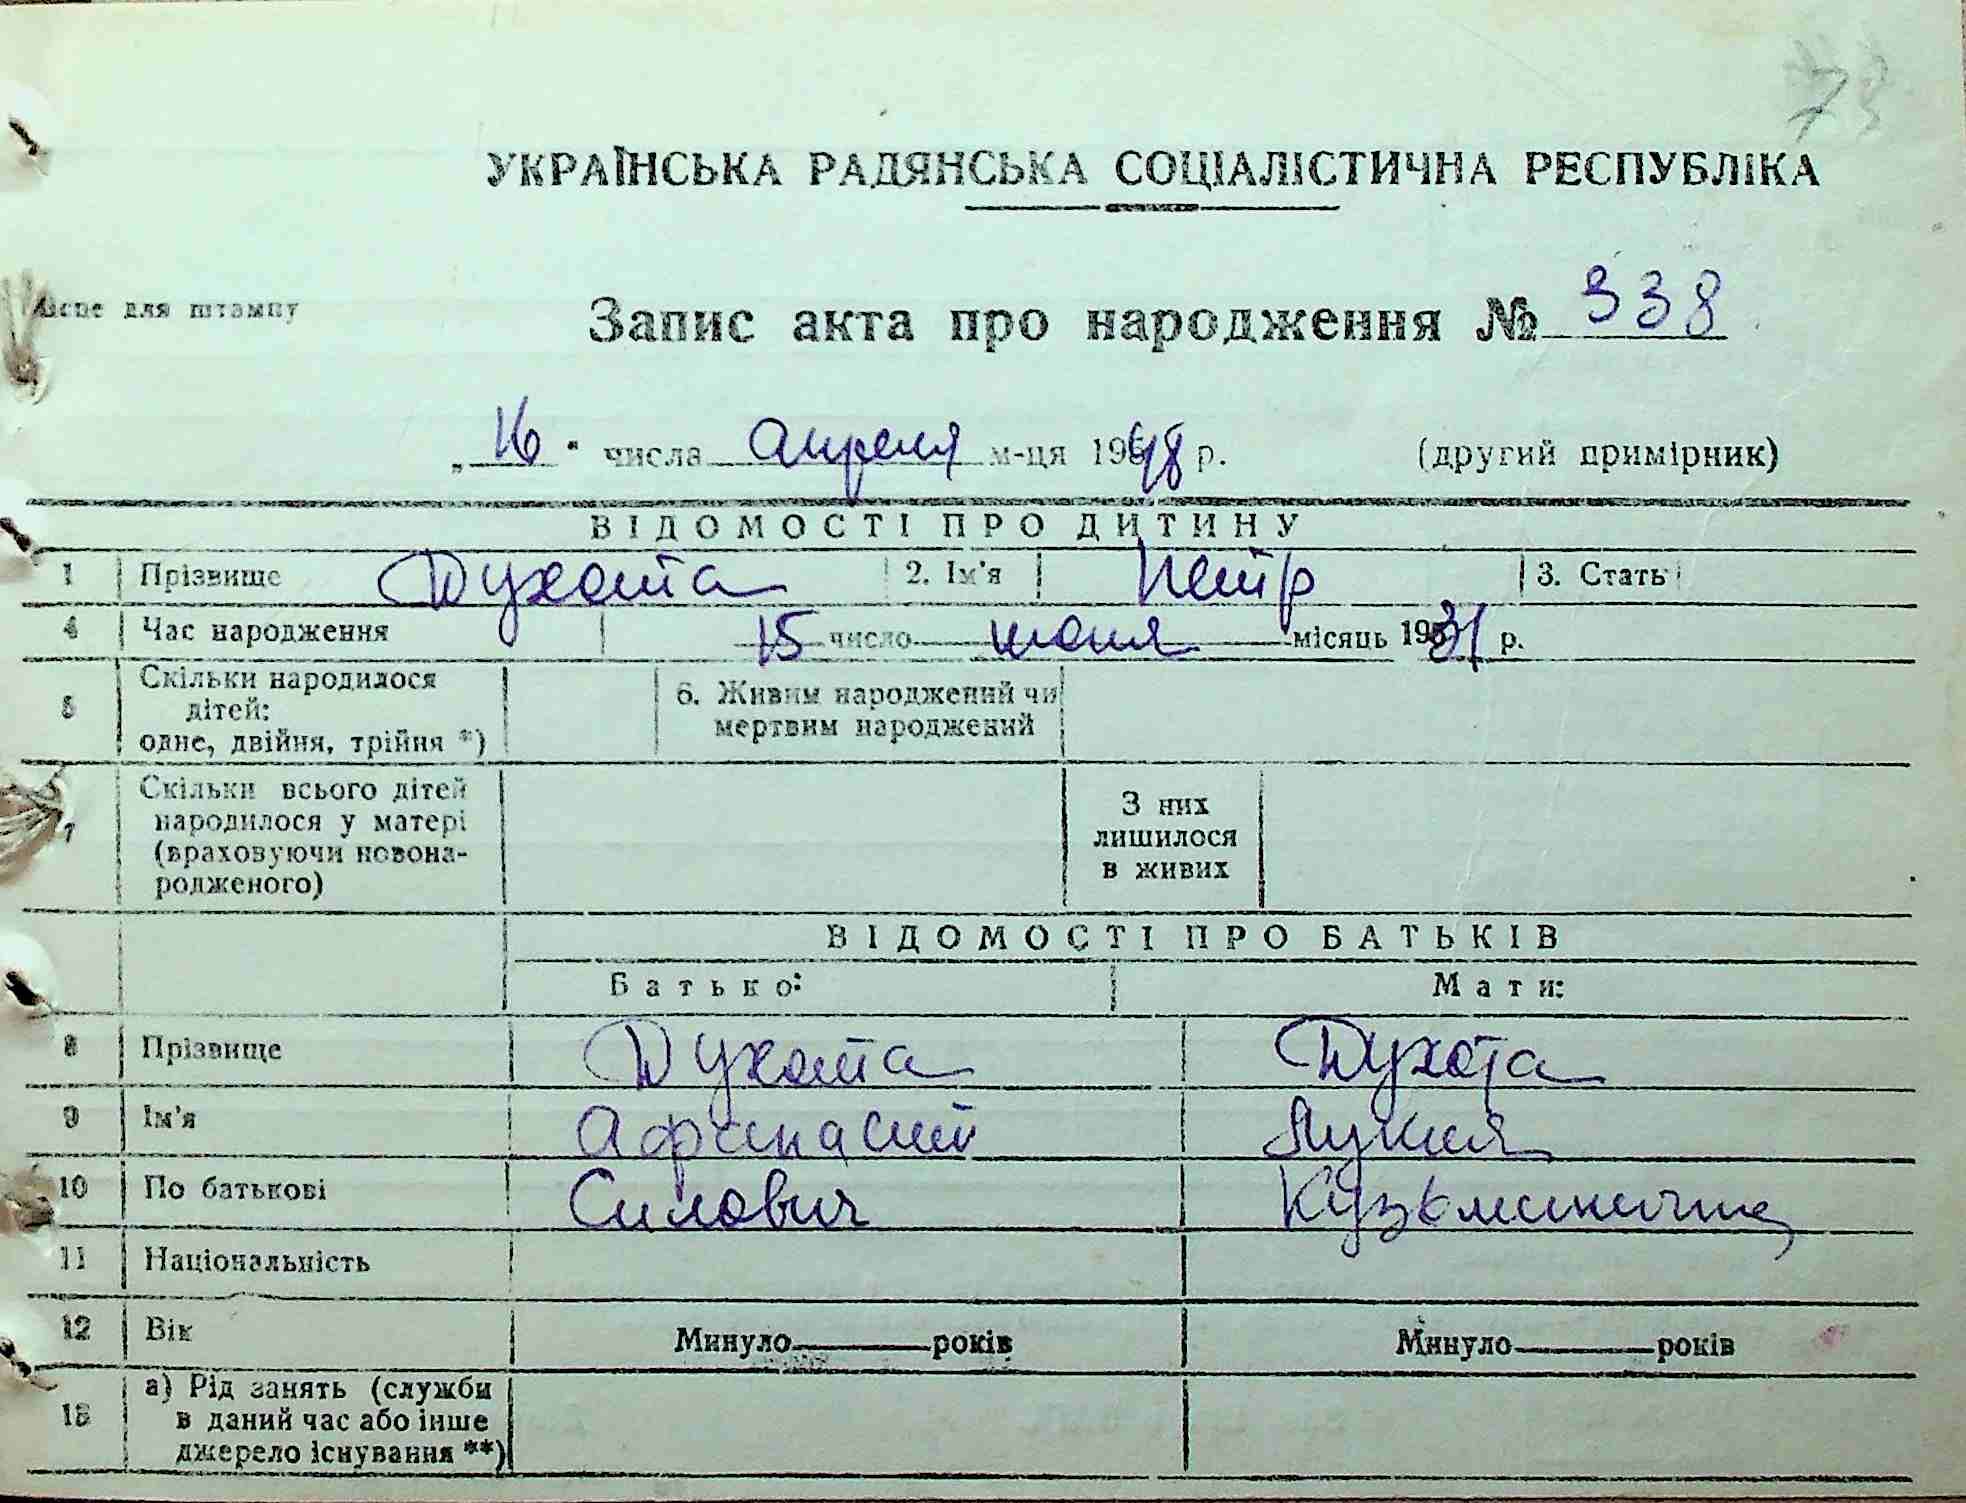 73
УКРАЇНСЬКА РАДЯНСЬКА СОЦІАЛІСТИЧНА РЕСПУБЛІКА
Місце для штампу
Запис акта про народження № 338
„16“ числа апреля м-ця 1948 р. (другий примірник)
ВІДОМОСТІ ПРО ДИТИНУ
1 Прізвище Духота 2. Ім'я Петр 3. Стать
4 Час народження 15 число июня місяць 1931 р.
5 Скільки народилося дітей: одне, двійня, трійня *) 6. Живим народжений чи мертвим народжений
7 Скільки всього дітей народилося у матері (враховуючи новонародженого) З них лишилося в живих
ВІДОМОСТІ ПРО БАТЬКІВ
Батько: Мати:
8 Прізвище Духота Духота
9 Ім'я Афанасий Лукия
10 По батькові Силович Кузьминична
11 Національність
12 Вік Минуло роківМинуло років
13 а) Рід занять (служби в даний час або інше джерело існування **)